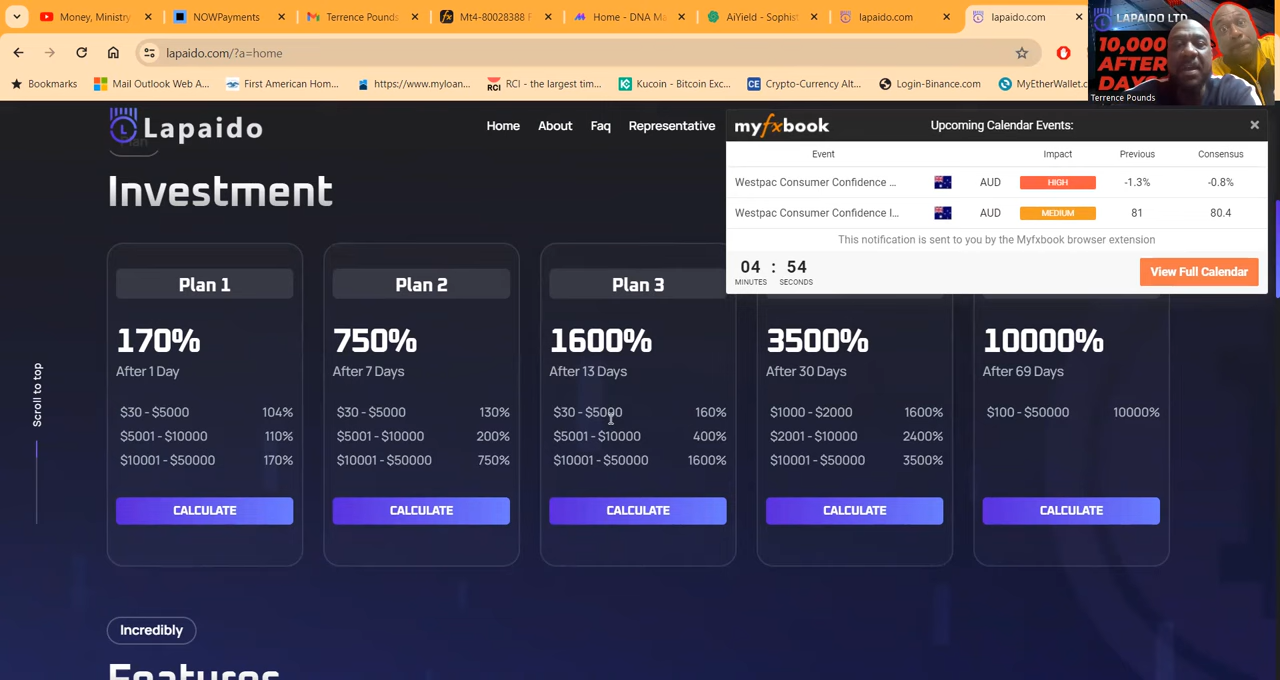 Money, Ministry
NOWPayments
Terrence Pounds
Mt4-80028388
Home - DNA Ma
AiYield - Sophist
lapaido.com
lapaido.com
lapaido.com/?a=home
Bookmarks
Mail Outlook Web A...
First American Hom...
https://www.myloan...
RCI - the largest tim...
Kucoin - Bitcoin Exc...
Crypto-Currency Alt...
Login-Binance.com
MyEtherWallet.c
LAPAIDO LTD
10,000
AFTER
DAYS
Terrence Pounds
Lapaido
Home
About
Faq
Representative
myfxbook
Upcoming Calendar Events:
Event
Impact
Previous
Consensus
Westpac Consumer Confidence ...
AUD
HIGH
-1.3%
-0.8%
Westpac Consumer Confidence I...
AUD
MEDIUM
81
80.4
This notification is sent to you by the Myfxbook browser extension
04 : 54
MINUTES SECONDS
View Full Calendar
Plan
Investment
Scroll to top
Plan 1
170%
After 1 Day
$30 - $5000 104%
$5001 - $10000 110%
$10001 - $50000 170%
CALCULATE
Plan 2
750%
After 7 Days
$30 - $5000 130%
$5001 - $10000 200%
$10001 - $50000 750%
CALCULATE
Plan 3
1600%
After 13 Days
$30 - $5000 160%
$5001 - $10000 400%
$10001 - $50000 1600%
CALCULATE
3500%
After 30 Days
$1000 - $2000 1600%
$2001 - $10000 2400%
$10001 - $50000 3500%
CALCULATE
10000%
After 69 Days
$100 - $50000 10000%
CALCULATE
Incredibly
Features